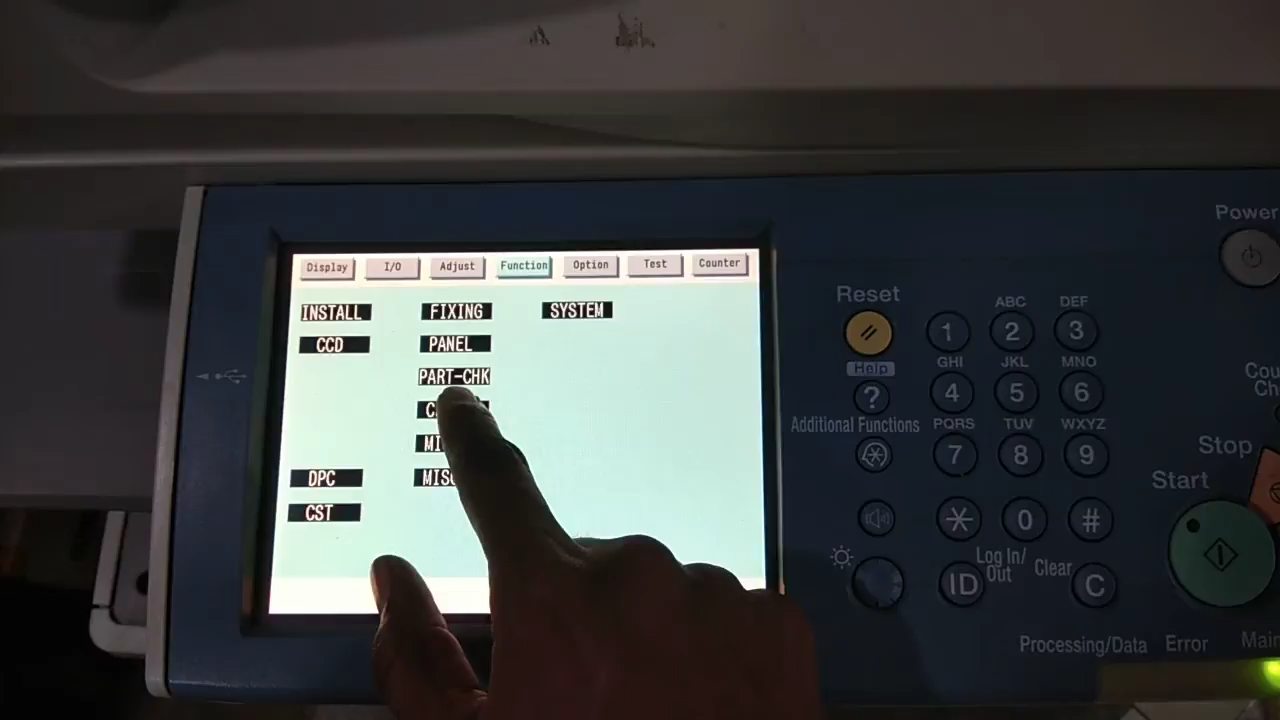 Display I/O Adjust Function Option Test Counter
INSTALL FIXING SYSTEM
CCD PANEL
PART-CHK
DPC
CST
Power
Reset
Help
?
Additional Functions
1
ABC
2
DEF
3
GHI
4
JKL
5
MNO
6
PQRS
7
TUV
8
WXYZ
9
0
#
Log In/
Out
ID
Clear
C
Stop
Start
Processing/Data Error